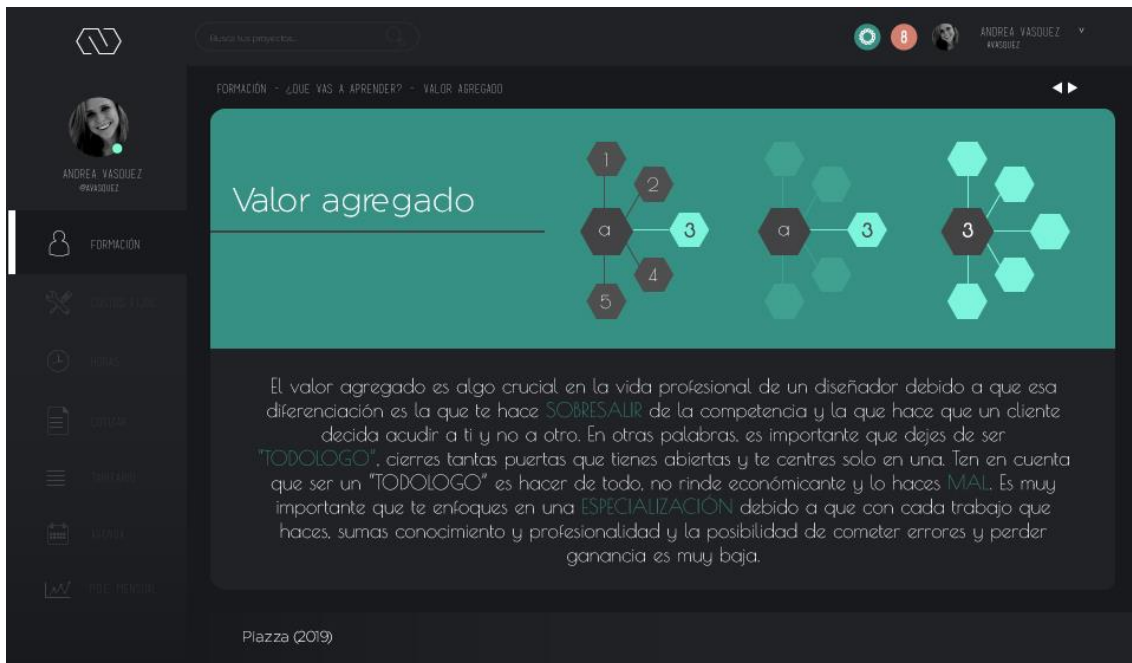 Busca tus proyectos...
8
ANDREA VASQUEZ
AVASQUEZ
ANDREA VASQUEZ
@AVASQUEZ
FORMACIÓN
HORAS
AGENDA
FORMACIÓN - ¿QUE VAS A APRENDER? - VALOR AGREGADO
Valor agregado
1
2
a
3
4
5
a
3
3
El valor agregado es algo crucial en la vida profesional de un diseñador debido a que esa
diferenciación es la que te hace SOBRESALIR de la competencia y la que hace que un cliente
decida acudir a ti y no a otro. En otras palabras, es importante que dejes de ser
"TODOLOGO", cierres tantas puertas que tienes abiertas y te centres solo en una. Ten en cuenta
que ser un "TODOLOGO" es hacer de todo, no rinde económicante y lo haces MAL. Es muy
importante que te enfoques en una ESPECIALIZACIÓN debido a que con cada trabajo que
haces, sumas conocimiento y profesionalidad y la posibilidad de cometer errores y perder
ganancia es muy baja.
Piazza (2019)